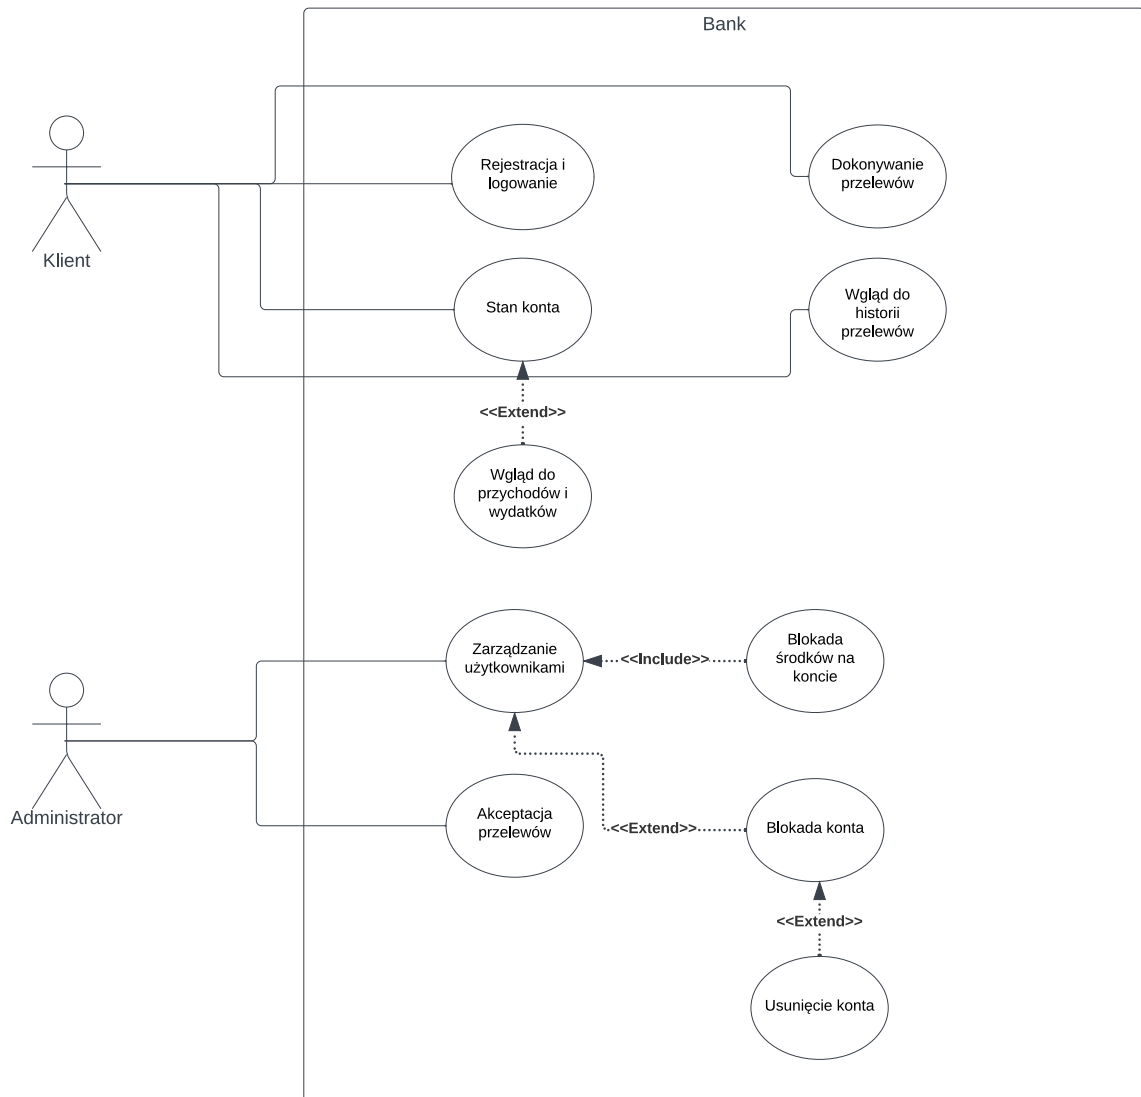 Bank
Rejestracja i
logowanie
Dokonywanie
przelewów
Klient
Stan konta
Wgląd do
historii
przelewów
<<Extend>>
Wgląd do
przychodów i
wydatków
Zarządzanie
użytkownikami
<<Include>>
Blokada
środków na
koncie
Administrator
Akceptacja
przelewów
<<Extend>>
Blokada konta
<<Extend>>
Usunięcie konta